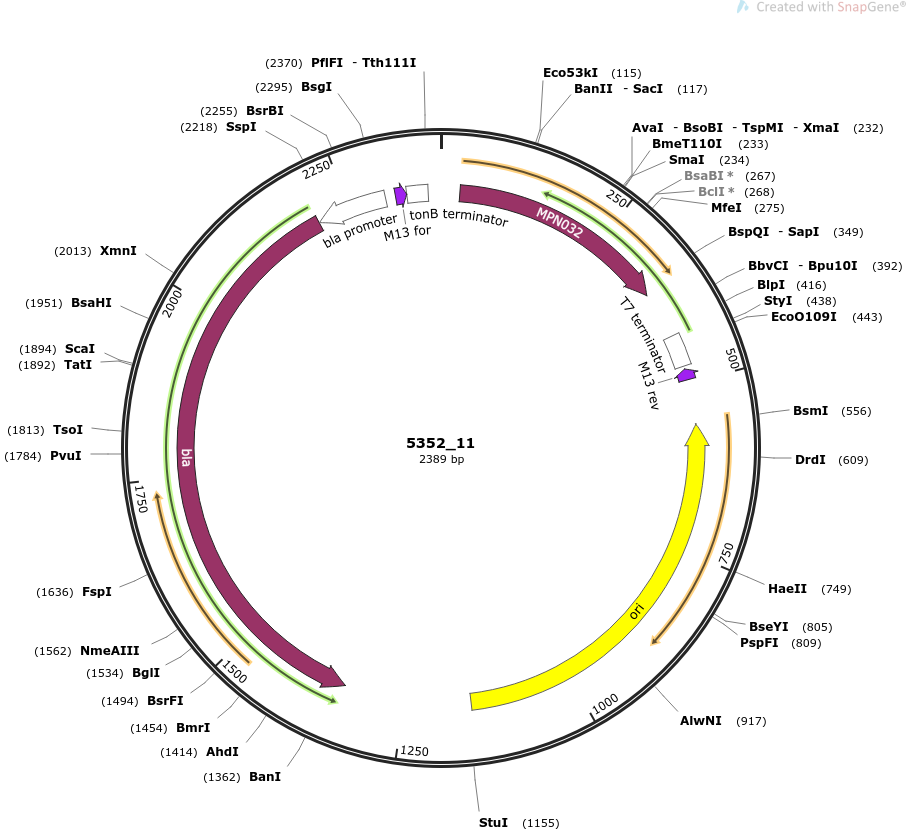 Created with SnapGene®
(2370) PflFI - Tth111I
(2295) BsgI
(2255) BsrBI
(2218) SspI
Eco53kI (115)
BanII - SacI (117)
AvaI - BsoBI - TspMI - XmaI (232)
BmeT110I (233)
SmaI (234)
BsaBI * (267)
BclI * (268)
MfeI (275)
BspQI - SapI (349)
BbvCI - Bpu10I (392)
BlpI (416)
StyI (438)
EcoO109I (443)
BsmI (556)
DrdI (609)
HaeII (749)
BseYI (805)
PspFI (809)
AlwNI (917)
StuI (1155)
(1362) BanI
(1414) AhdI
(1454) BmrI
(1494) BsrFI
(1534) BglI
(1562) NmeAIII
(1636) FspI
(1784) PvuI
(1813) TsoI
(1892) TatI
(1894) ScaI
(1951) BsaHI
(2013) XmnI
250
500
750
1000
1250
1500
1750
2000
2250
bla promoter
M13 for
tonB terminator
MPN032
T7 terminator
M13 rev
ori
bla
5352_11
2389 bp